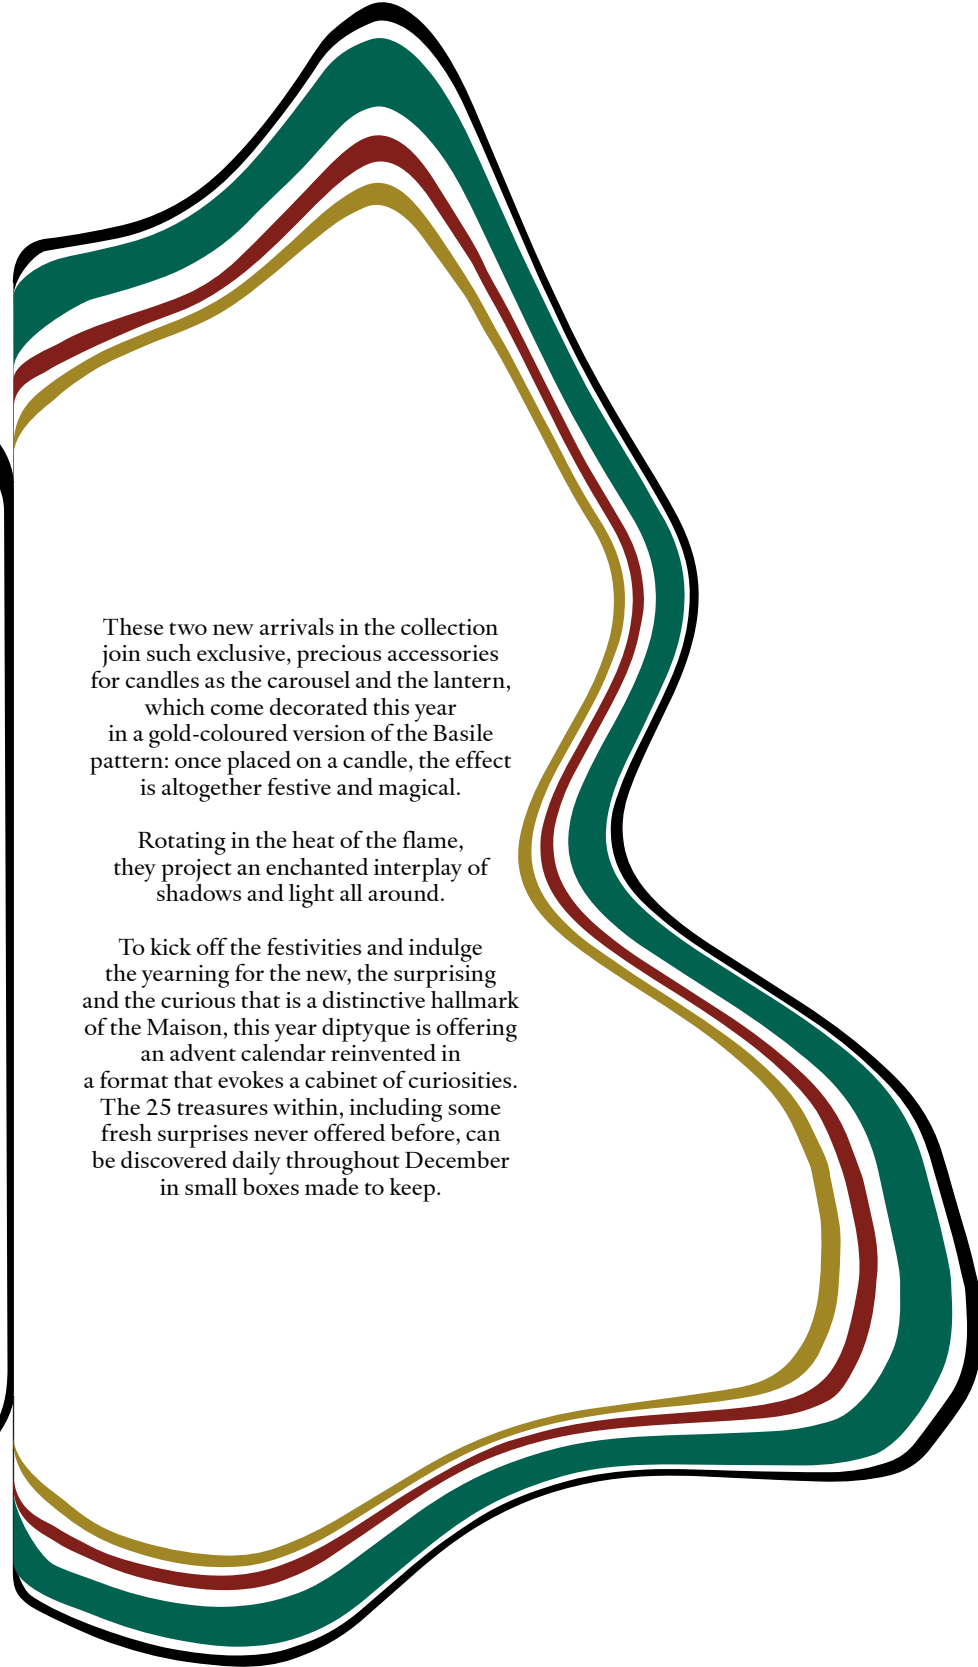 These two new arrivals in the collection
join such exclusive, precious accessories
for candles as the carousel and the lantern,
which come decorated this year
in a gold-coloured version of the Basile
pattern: once placed on a candle, the effect
is altogether festive and magical.
Rotating in the heat of the flame,
they project an enchanted interplay of
shadows and light all around.
To kick off the festivities and indulge
the yearning for the new, the surprising
and the curious that is a distinctive hallmark
of the Maison, this year diptyque is offering
an advent calendar reinvented in
a format that evokes a cabinet of curiosities.
The 25 treasures within, including some
fresh surprises never offered before, can
be discovered daily throughout December
in small boxes made to keep.